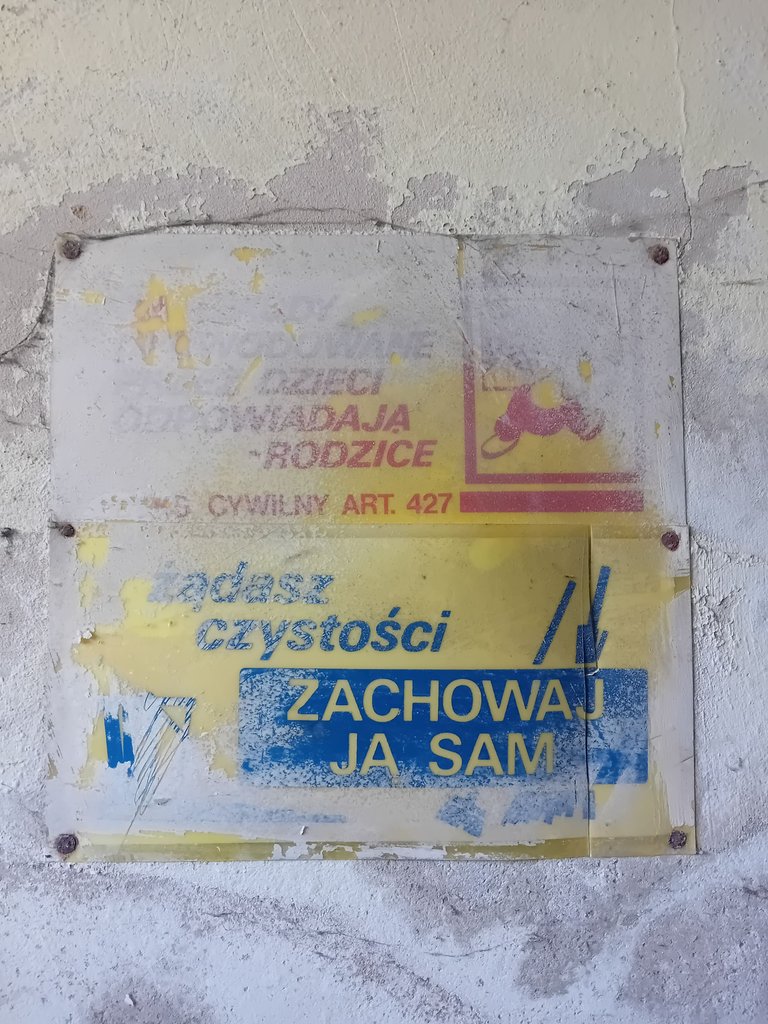 DZIECI
ODPOWIADAJĄ
-RODZICE
CYWILNY ART. 427
żądasz
czystości
ZACHOWAJ
JĄ SAM